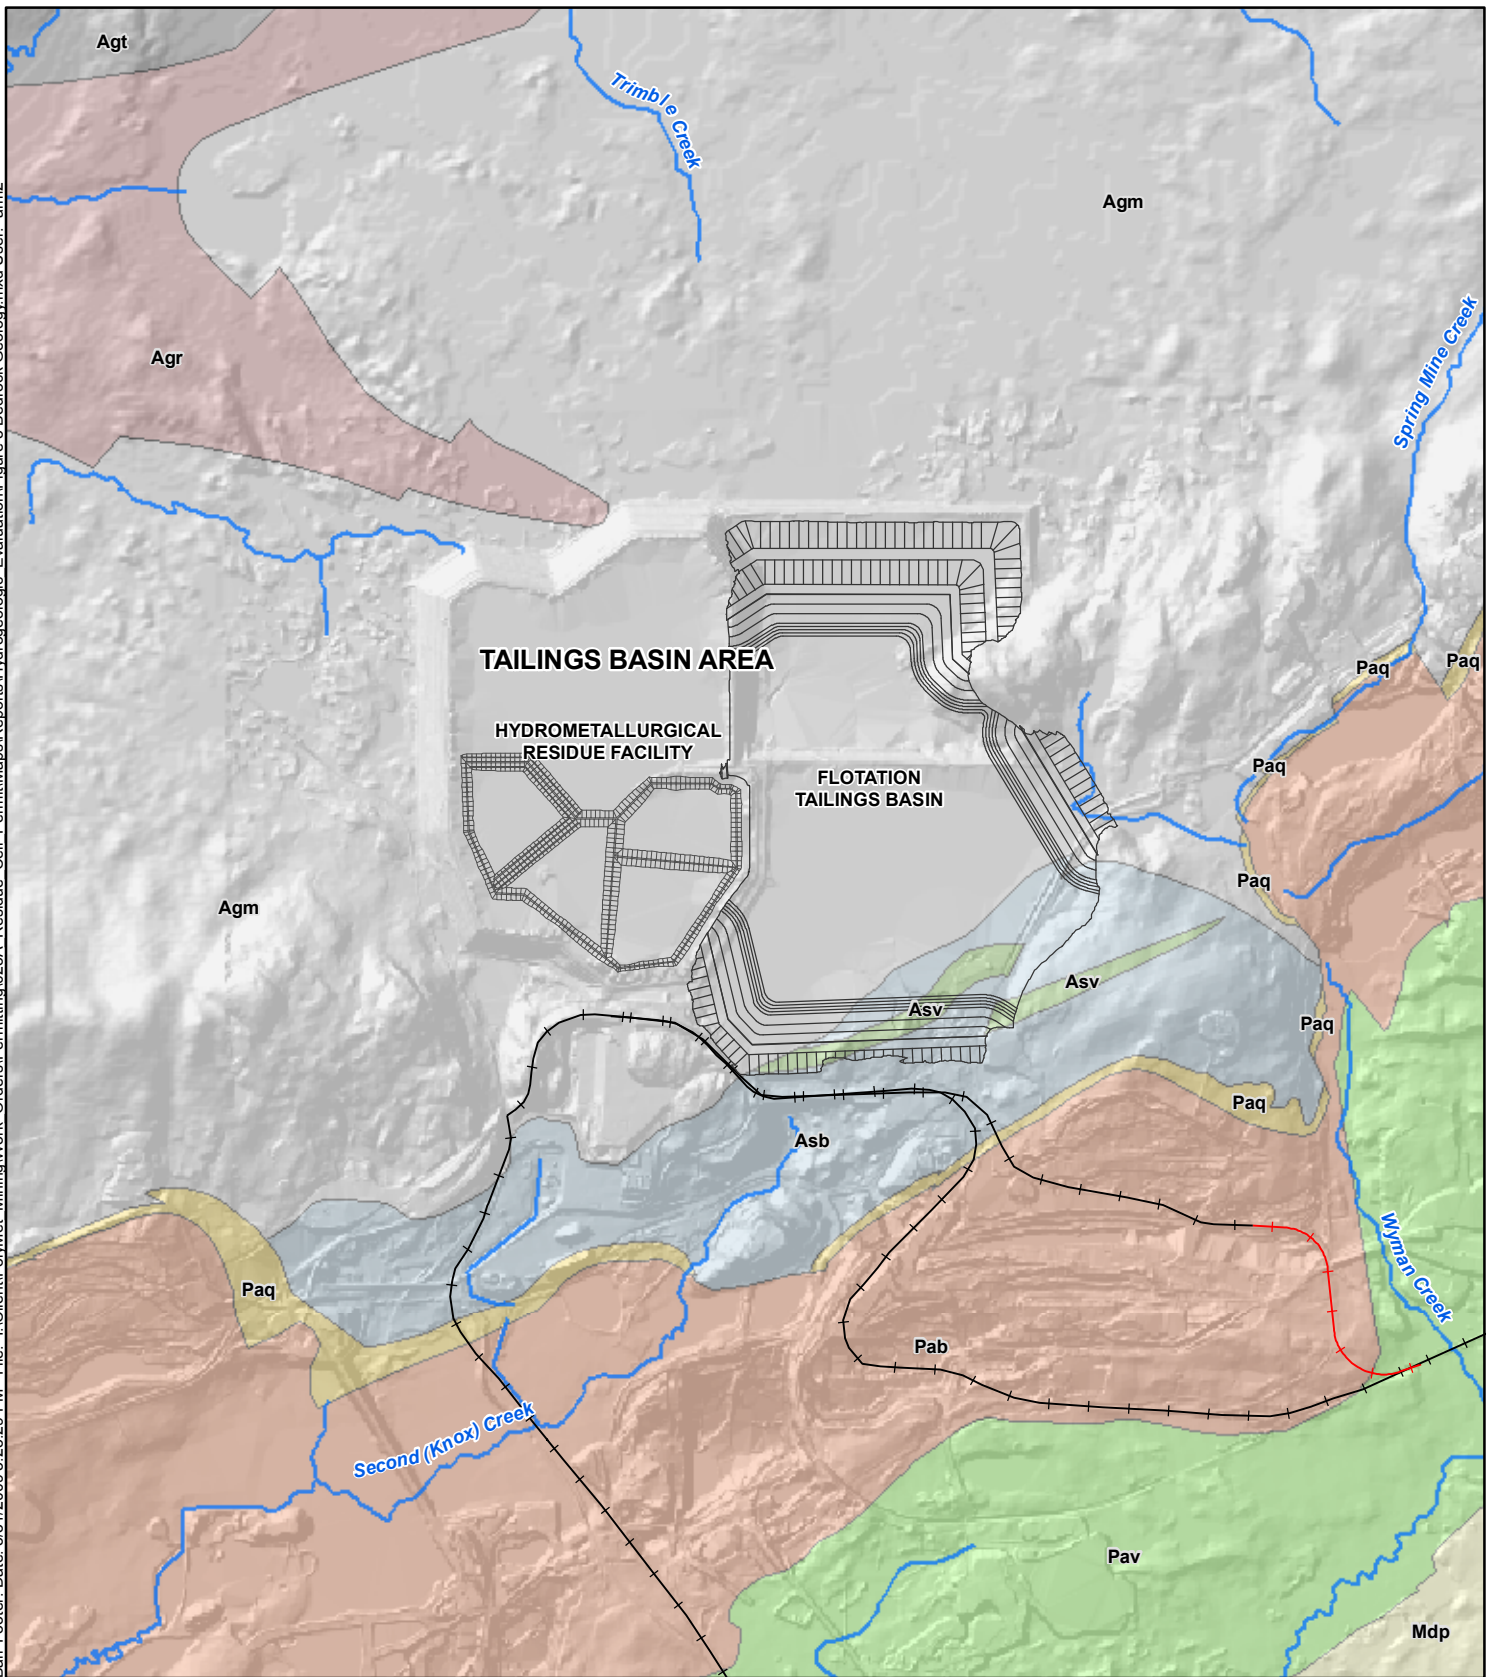 Agt
Trimble Creek
Agm
Spring Mine Creek
Agr
TAILINGS BASIN AREA
Paq
Paq
HYDROMETALLURGICAL
RESIDUE FACILITY
Paq
FLOTATION
TAILINGS BASIN
Paq
Agm
Asv
Asv
Paq
Paq
Asb
Wyman Creek
Paq
Pab
Second (Knox) Creek
Pav
Mdp